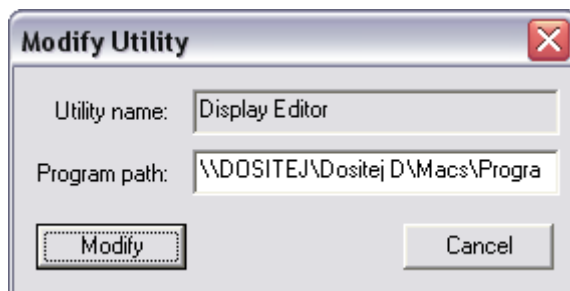 Modify Utility
Utility name: Display Editor
Program path: \\DOSITEJ\Dositej D\Macs\Progra
Modify Cancel